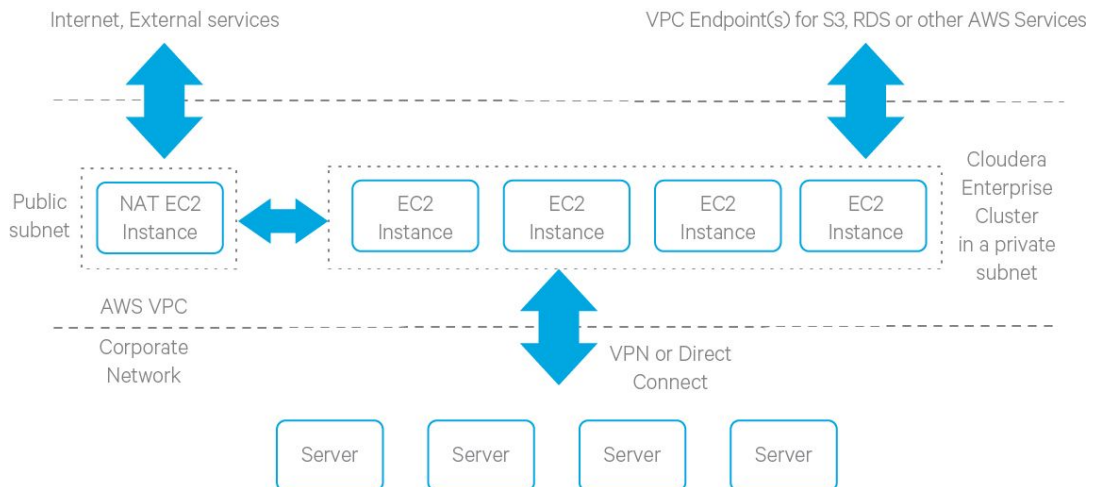 Internet, External services
VPC Endpoint(s) for S3, RDS or other AWS Services
Public
subnet
NAT EC2
Instance
EC2
Instance
EC2
Instance
EC2
Instance
EC2
Instance
Cloudera
Enterprise
Cluster
in a private
subnet
AWS VPC
Corporate
Network
VPN or Direct
Connect
Server
Server
Server
Server